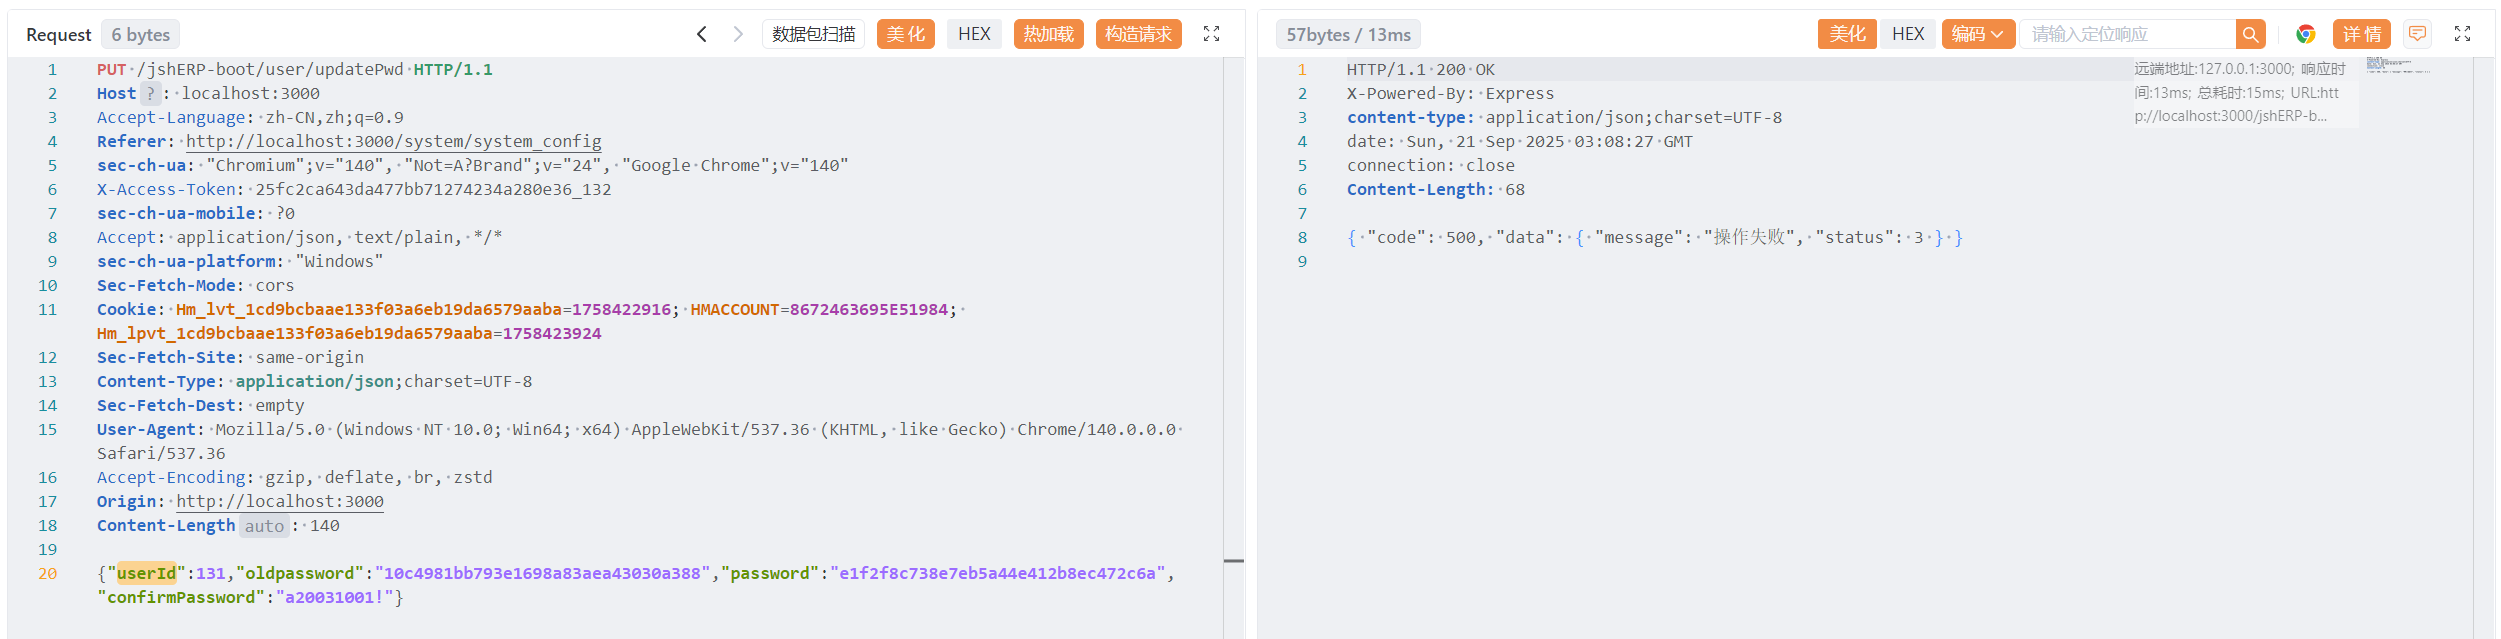 Request 6 bytes 数据包扫描 美化 HEX 热加载 构造请求
1 PUT /jshERP-boot/user/updatePwd HTTP/1.1
2 Host ? : localhost:3000
3 Accept-Language: zh-CN,zh;q=0.9
4 Referer: http://localhost:3000/system/system_config
5 sec-ch-ua: "Chromium";v="140", "Not=A?Brand";v="24", "Google Chrome";v="140"
6 X-Access-Token: 25fc2ca643da477bb71274234a280e36_132
7 sec-ch-ua-mobile: ?0
8 Accept: application/json, text/plain, */*
9 sec-ch-ua-platform: "Windows"
10 Sec-Fetch-Mode: cors
11 Cookie: Hm_lvt_1cd9bcbaae133f03a6eb19da6579aaba=1758422916; HMACCOUNT=8672463695E51984;
Hm_lpvt_1cd9bcbaae133f03a6eb19da6579aaba=1758423924
12 Sec-Fetch-Site: same-origin
13 Content-Type: application/json;charset=UTF-8
14 Sec-Fetch-Dest: empty
15 User-Agent: Mozilla/5.0 (Windows NT 10.0; Win64; x64) AppleWebKit/537.36 (KHTML, like Gecko) Chrome/140.0.0.0
Safari/537.36
16 Accept-Encoding: gzip, deflate, br, zstd
17 Origin: http://localhost:3000
18 Content-Length auto : 140
19
20 {"userId":131,"oldpassword":"10c4981bb793e1698a83aea43030a388","password":"e1f2f8c738e7eb5a44e412b8ec472c6a",
"confirmPassword":"a20031001!"}
57bytes / 13ms 美化 HEX 编码 请输入定位响应 详情
1 HTTP/1.1 200 OK
2 X-Powered-By: Express
3 content-type: application/json;charset=UTF-8
4 date: Sun, 21 Sep 2025 03:08:27 GMT
5 connection: close
6 Content-Length: 68
7
8 { "code": 500, "data": { "message": "操作失败", "status": 3 } }
9
远端地址:127.0.0.1:3000; 响应时
间:13ms; 总耗时:15ms; URL:htt
p://localhost:3000/jshERP-b...